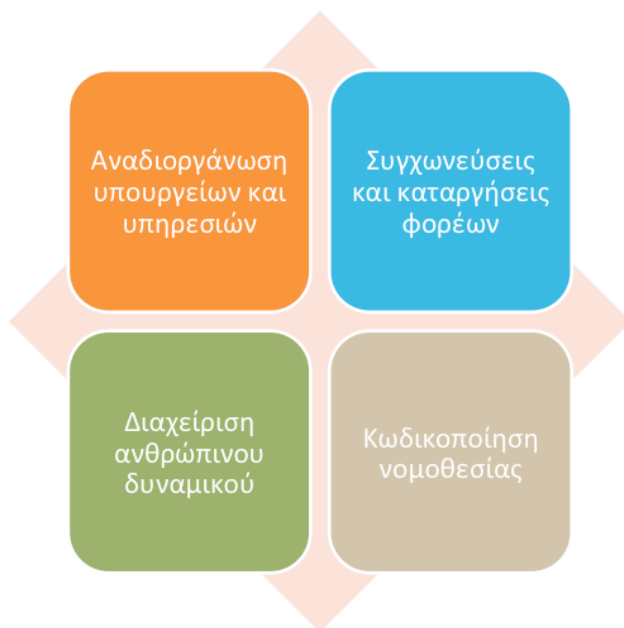 Αναδιοργάνωση
υπουργείων και
υπηρεσιών
Συγχωνεύσεις
και καταργήσεις
φορέων
Διαχείριση
ανθρώπινου
δυναμικού
Κωδικοποίηση
νομοθεσίας